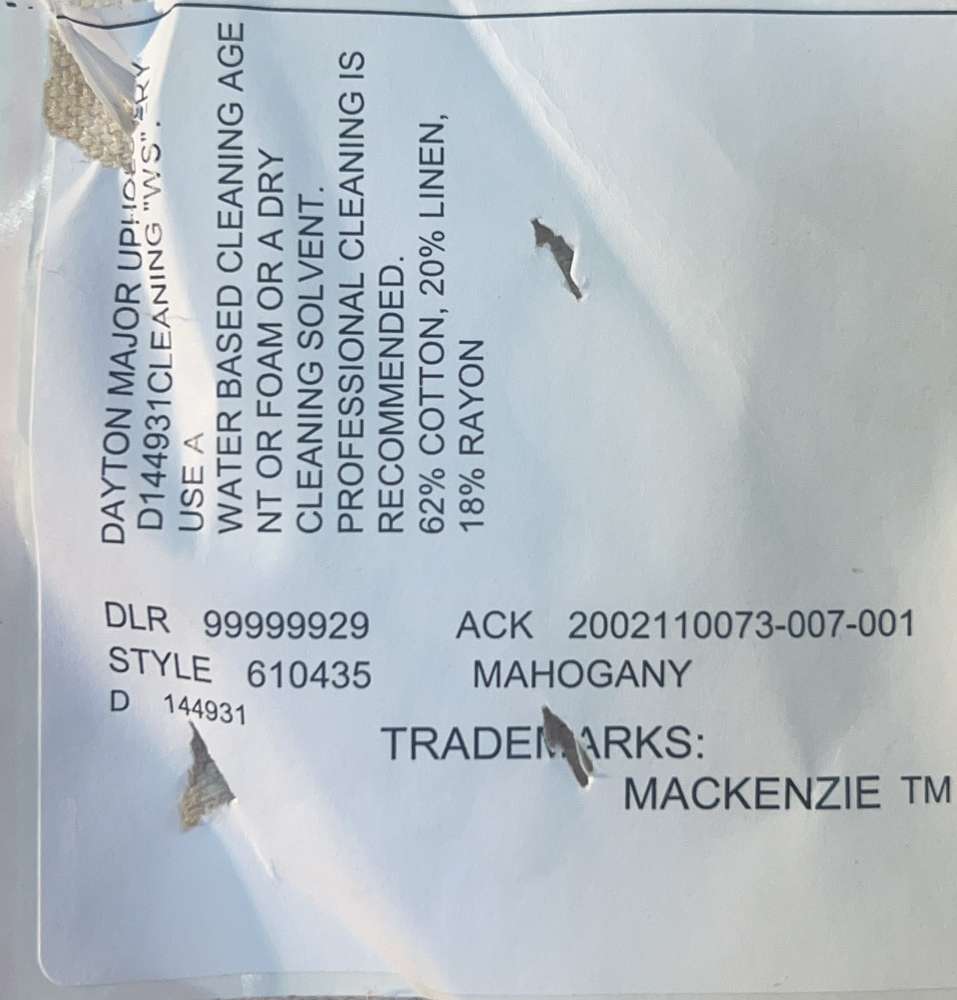 DAYTON MAJOR UPHOLSTERY
D144931CLEANING "WS".
USE A
WATER BASED CLEANING AGE
NT OR FOAM OR A DRY
CLEANING SOLVENT.
PROFESSIONAL CLEANING IS
RECOMMENDED.
62% COTTON, 20% LINEN,
18% RAYON
DLR 99999929 ACK 2002110073-007-001
STYLE 610435 MAHOGANY
D 144931
TRADEMARKS:
MACKENZIE TM